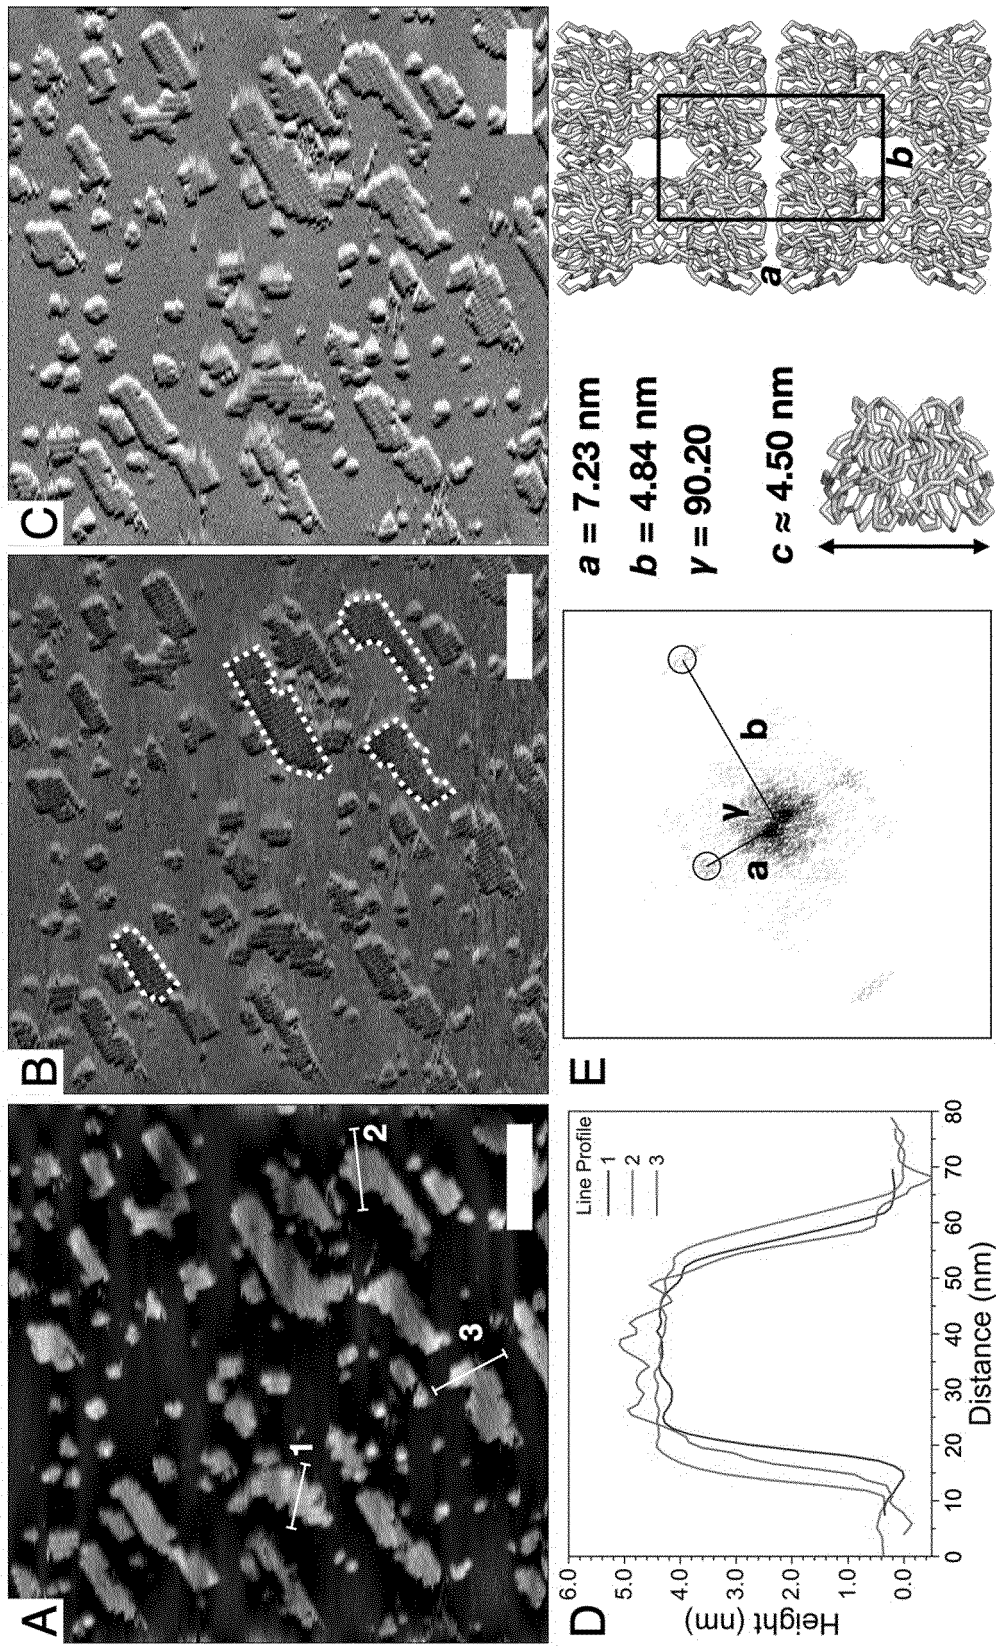 A
1
2
3
B
C
D
Height (nm)
6.0
5.0
4.0
3.0
2.0
1.0
0.0
0
10
20
30
40
50
60
70
80
Distance (nm)
Line Profile
1
2
3
E
a
γ
b
a = 7.23 nm
b = 4.84 nm
γ = 90.20
c ≈ 4.50 nm
a
b